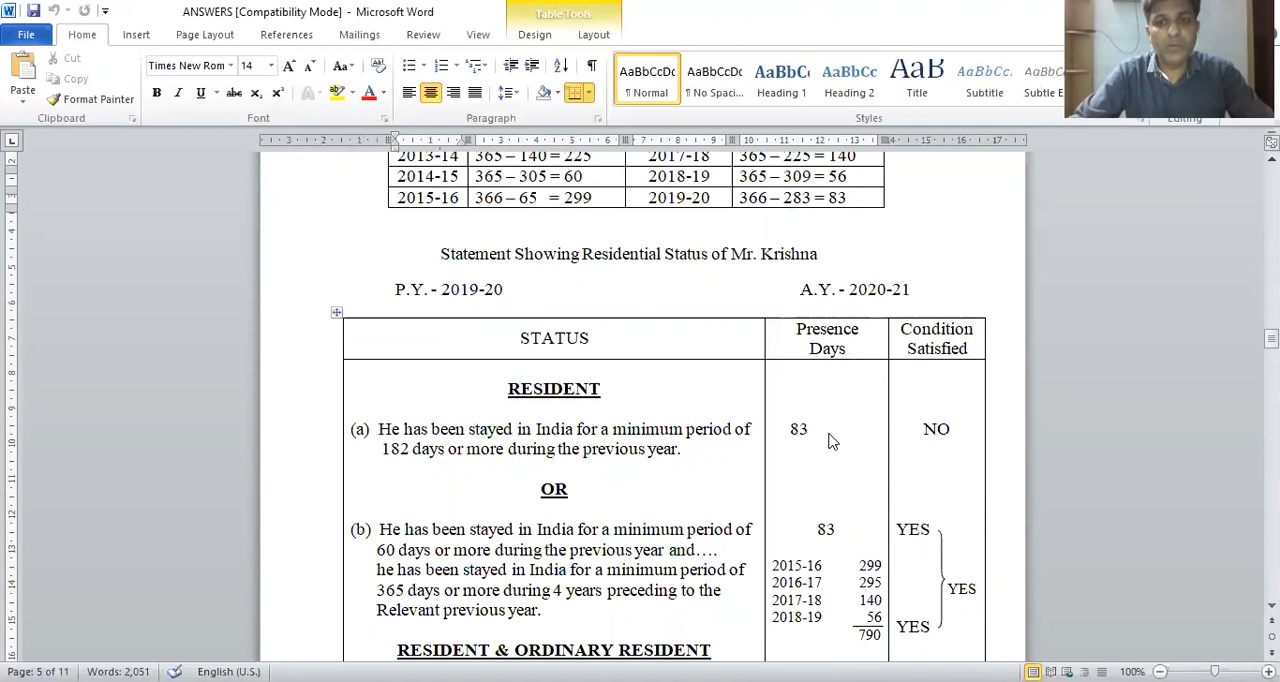 ANSWERS [Compatibility Mode] - Microsoft Word
Table Tools
File Home Insert Page Layout References Mailings Review View Design Layout
Paste
Cut
Copy
Format Painter
Clipboard
Times New Rom 14
B I U abc X₂ X²
Font
Paragraph
AaBbCcDc AaBbCcDc AaBbC AaBbCc AaB AaBbCc. AaBbCc
¶ Normal ¶ No Spaci... Heading 1 Heading 2 Title Subtitle Subtle E
Styles
Editing
2013-14 365 – 140 = 225 2017-18 365 – 225 = 140
2014-15 365 – 305 = 60 2018-19 365 – 309 = 56
2015-16 366 – 65 = 299 2019-20 366 – 283 = 83
Statement Showing Residential Status of Mr. Krishna
P.Y. - 2019-20 A.Y. - 2020-21
STATUS Presence Days Condition Satisfied
RESIDENT
(a) He has been stayed in India for a minimum period of 83 NO
182 days or more during the previous year.
OR
(b) He has been stayed in India for a minimum period of 83 YES
60 days or more during the previous year and....
he has been stayed in India for a minimum period of
365 days or more during 4 years preceding to the
Relevant previous year.
2015-16 299
2016-17 295
2017-18 140
2018-19 56
790
YES
YES
RESIDENT & ORDINARY RESIDENT
Page: 5 of 11 Words: 2,051 English (U.S.) 100%